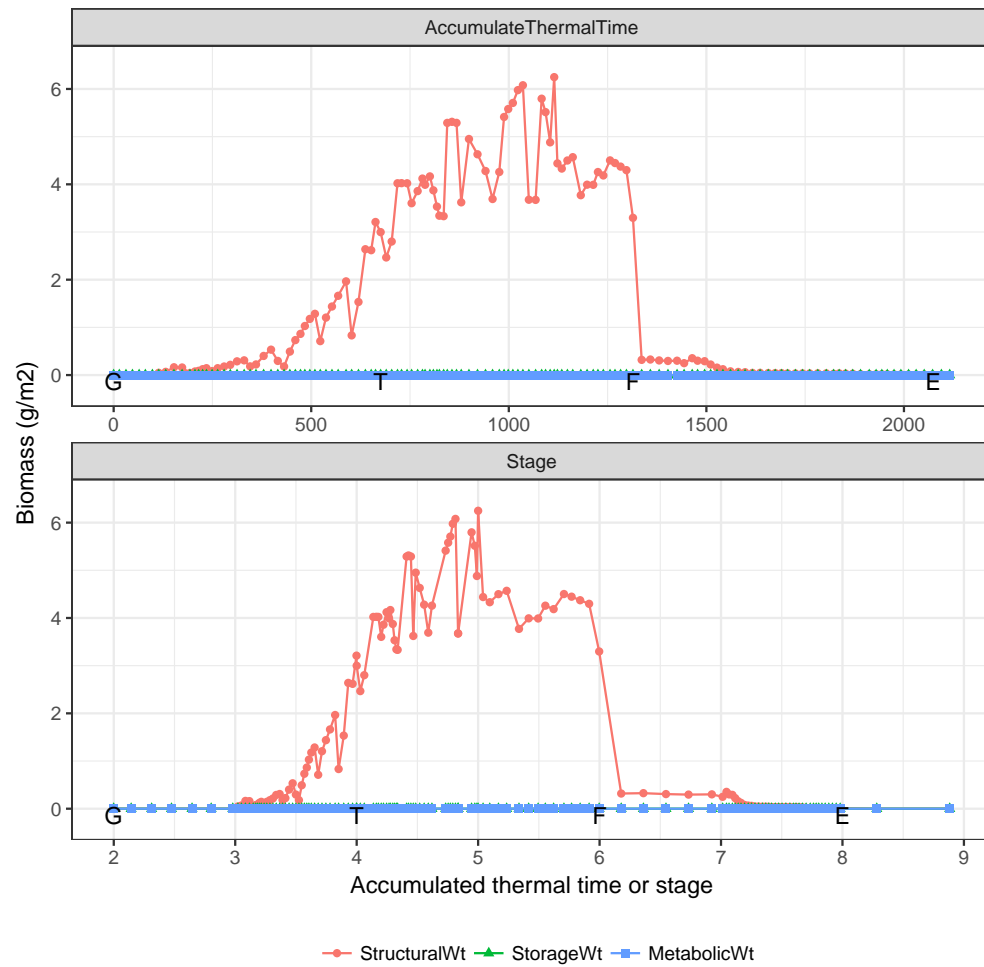 AccumulateThermalTime
6
4
2
0
G T F E
0 500 1000 1500 2000
Stage
6
4
2
0
G T F E
2 3 4 5 6 7 8 9
Biomass (g/m2)
Accumulated thermal time or stage
StructuralWt StorageWt MetabolicWt